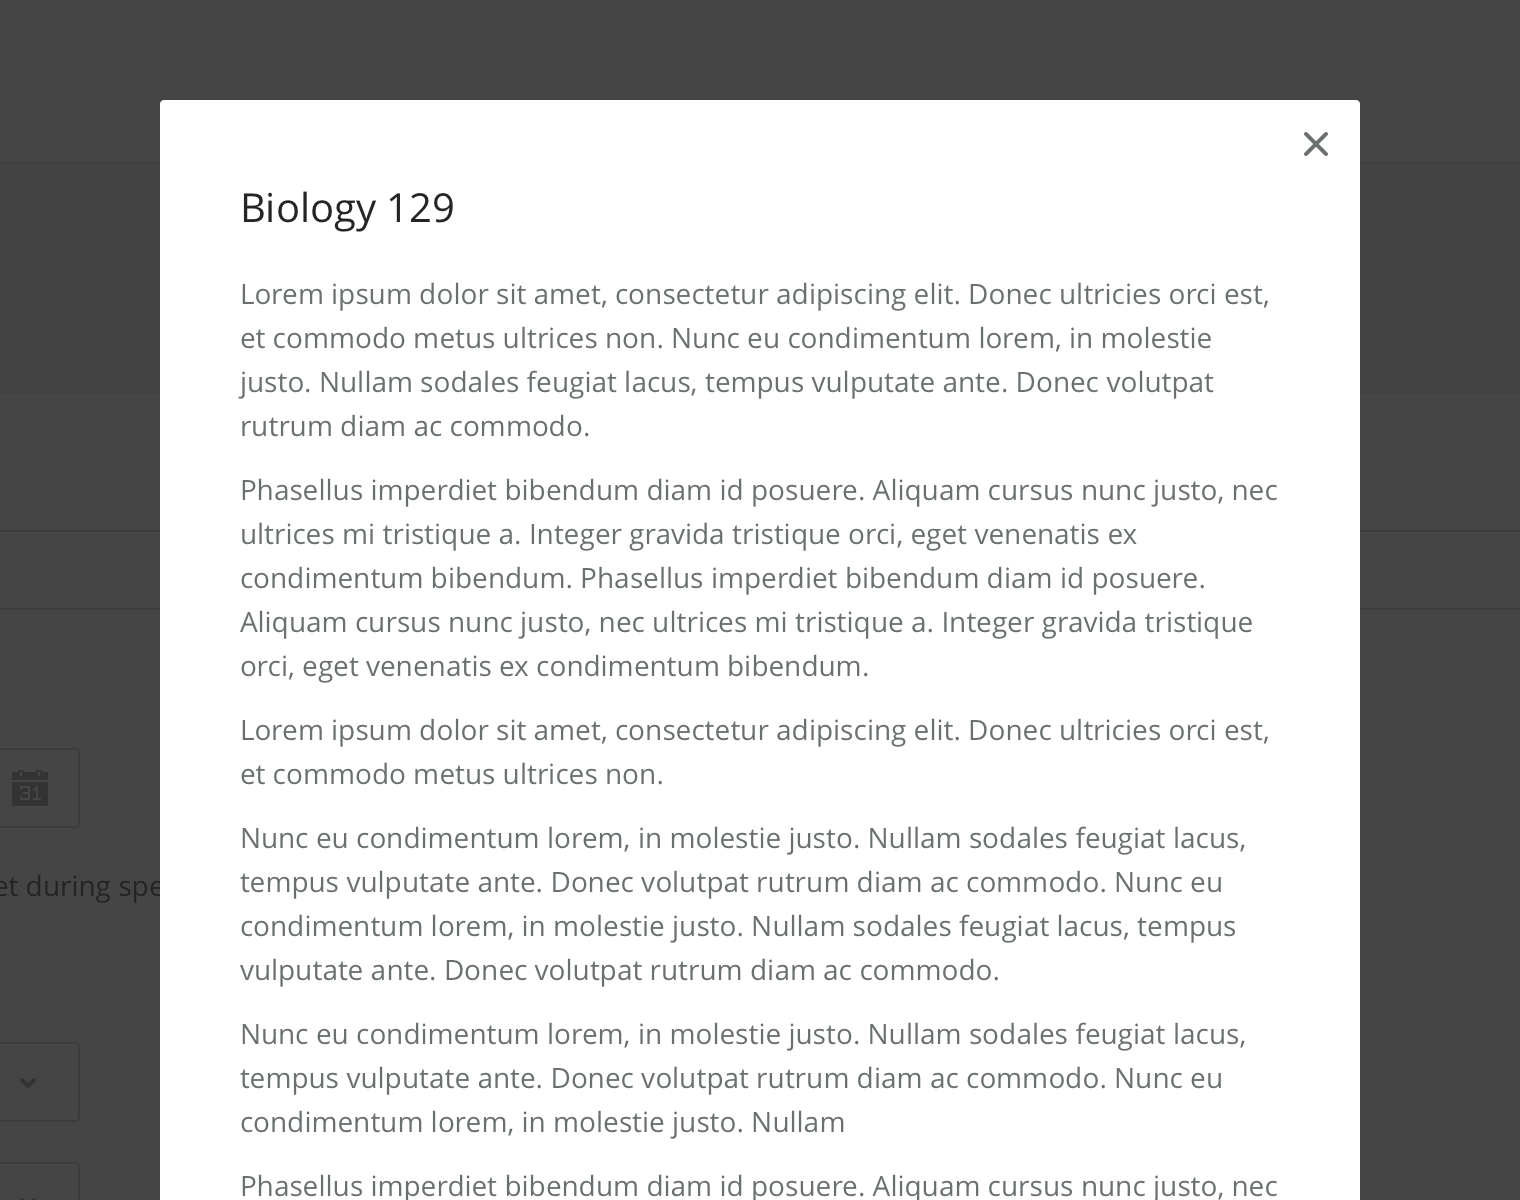 Biology 129
Lorem ipsum dolor sit amet, consectetur adipiscing elit. Donec ultricies orci est,
et commodo metus ultrices non. Nunc eu condimentum lorem, in molestie
justo. Nullam sodales feugiat lacus, tempus vulputate ante. Donec volutpat
rutrum diam ac commodo.
Phasellus imperdiet bibendum diam id posuere. Aliquam cursus nunc justo, nec
ultrices mi tristique a. Integer gravida tristique orci, eget venenatis ex
condimentum bibendum. Phasellus imperdiet bibendum diam id posuere.
Aliquam cursus nunc justo, nec ultrices mi tristique a. Integer gravida tristique
orci, eget venenatis ex condimentum bibendum.
Lorem ipsum dolor sit amet, consectetur adipiscing elit. Donec ultricies orci est,
et commodo metus ultrices non.
31
Nunc eu condimentum lorem, in molestie justo. Nullam sodales feugiat lacus,
tempus vulputate ante. Donec volutpat rutrum diam ac commodo. Nunc eu
et during spe
condimentum lorem, in molestie justo. Nullam sodales feugiat lacus, tempus
vulputate ante. Donec volutpat rutrum diam ac commodo.
Nunc eu condimentum lorem, in molestie justo. Nullam sodales feugiat lacus,
tempus vulputate ante. Donec volutpat rutrum diam ac commodo. Nunc eu
condimentum lorem, in molestie justo. Nullam
Phasellus imperdiet bibendum diam id posuere. Aliquam cursus nunc justo, nec